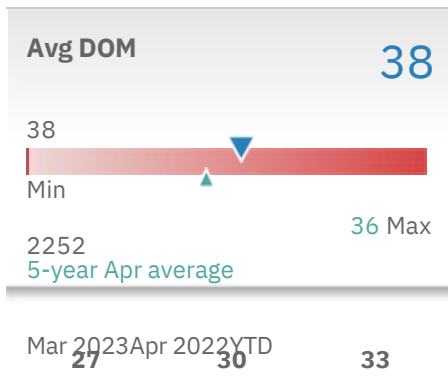 Avg DOM
38
38
Min
36 Max
2252
5-year Apr average
Mar 2023Apr 2022YTD
27 30 33